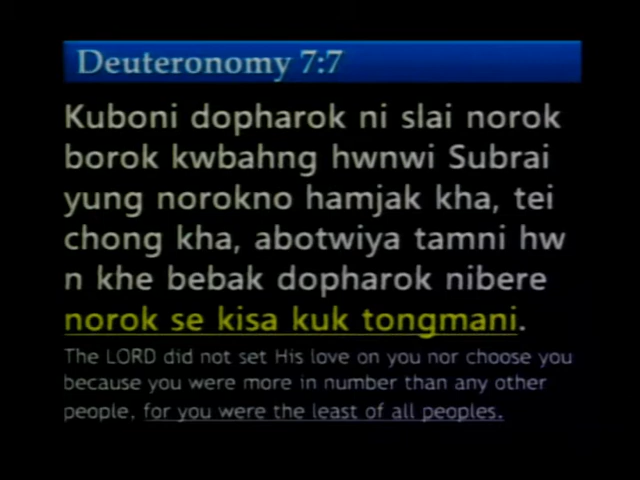 Deuteronomy 7:7
Kuboni dopharok ni slai norok
borok kwbahng hwnwi Subrai
yung norokno hamjak kha, tei
chong kha, abotwiya tamni hw
n khe bebak dopharok nibere
norok se kisa kuk tongmani.
The LORD did not set His love on you nor choose you
because you were more in number than any other
people, for you were the least of all peoples.